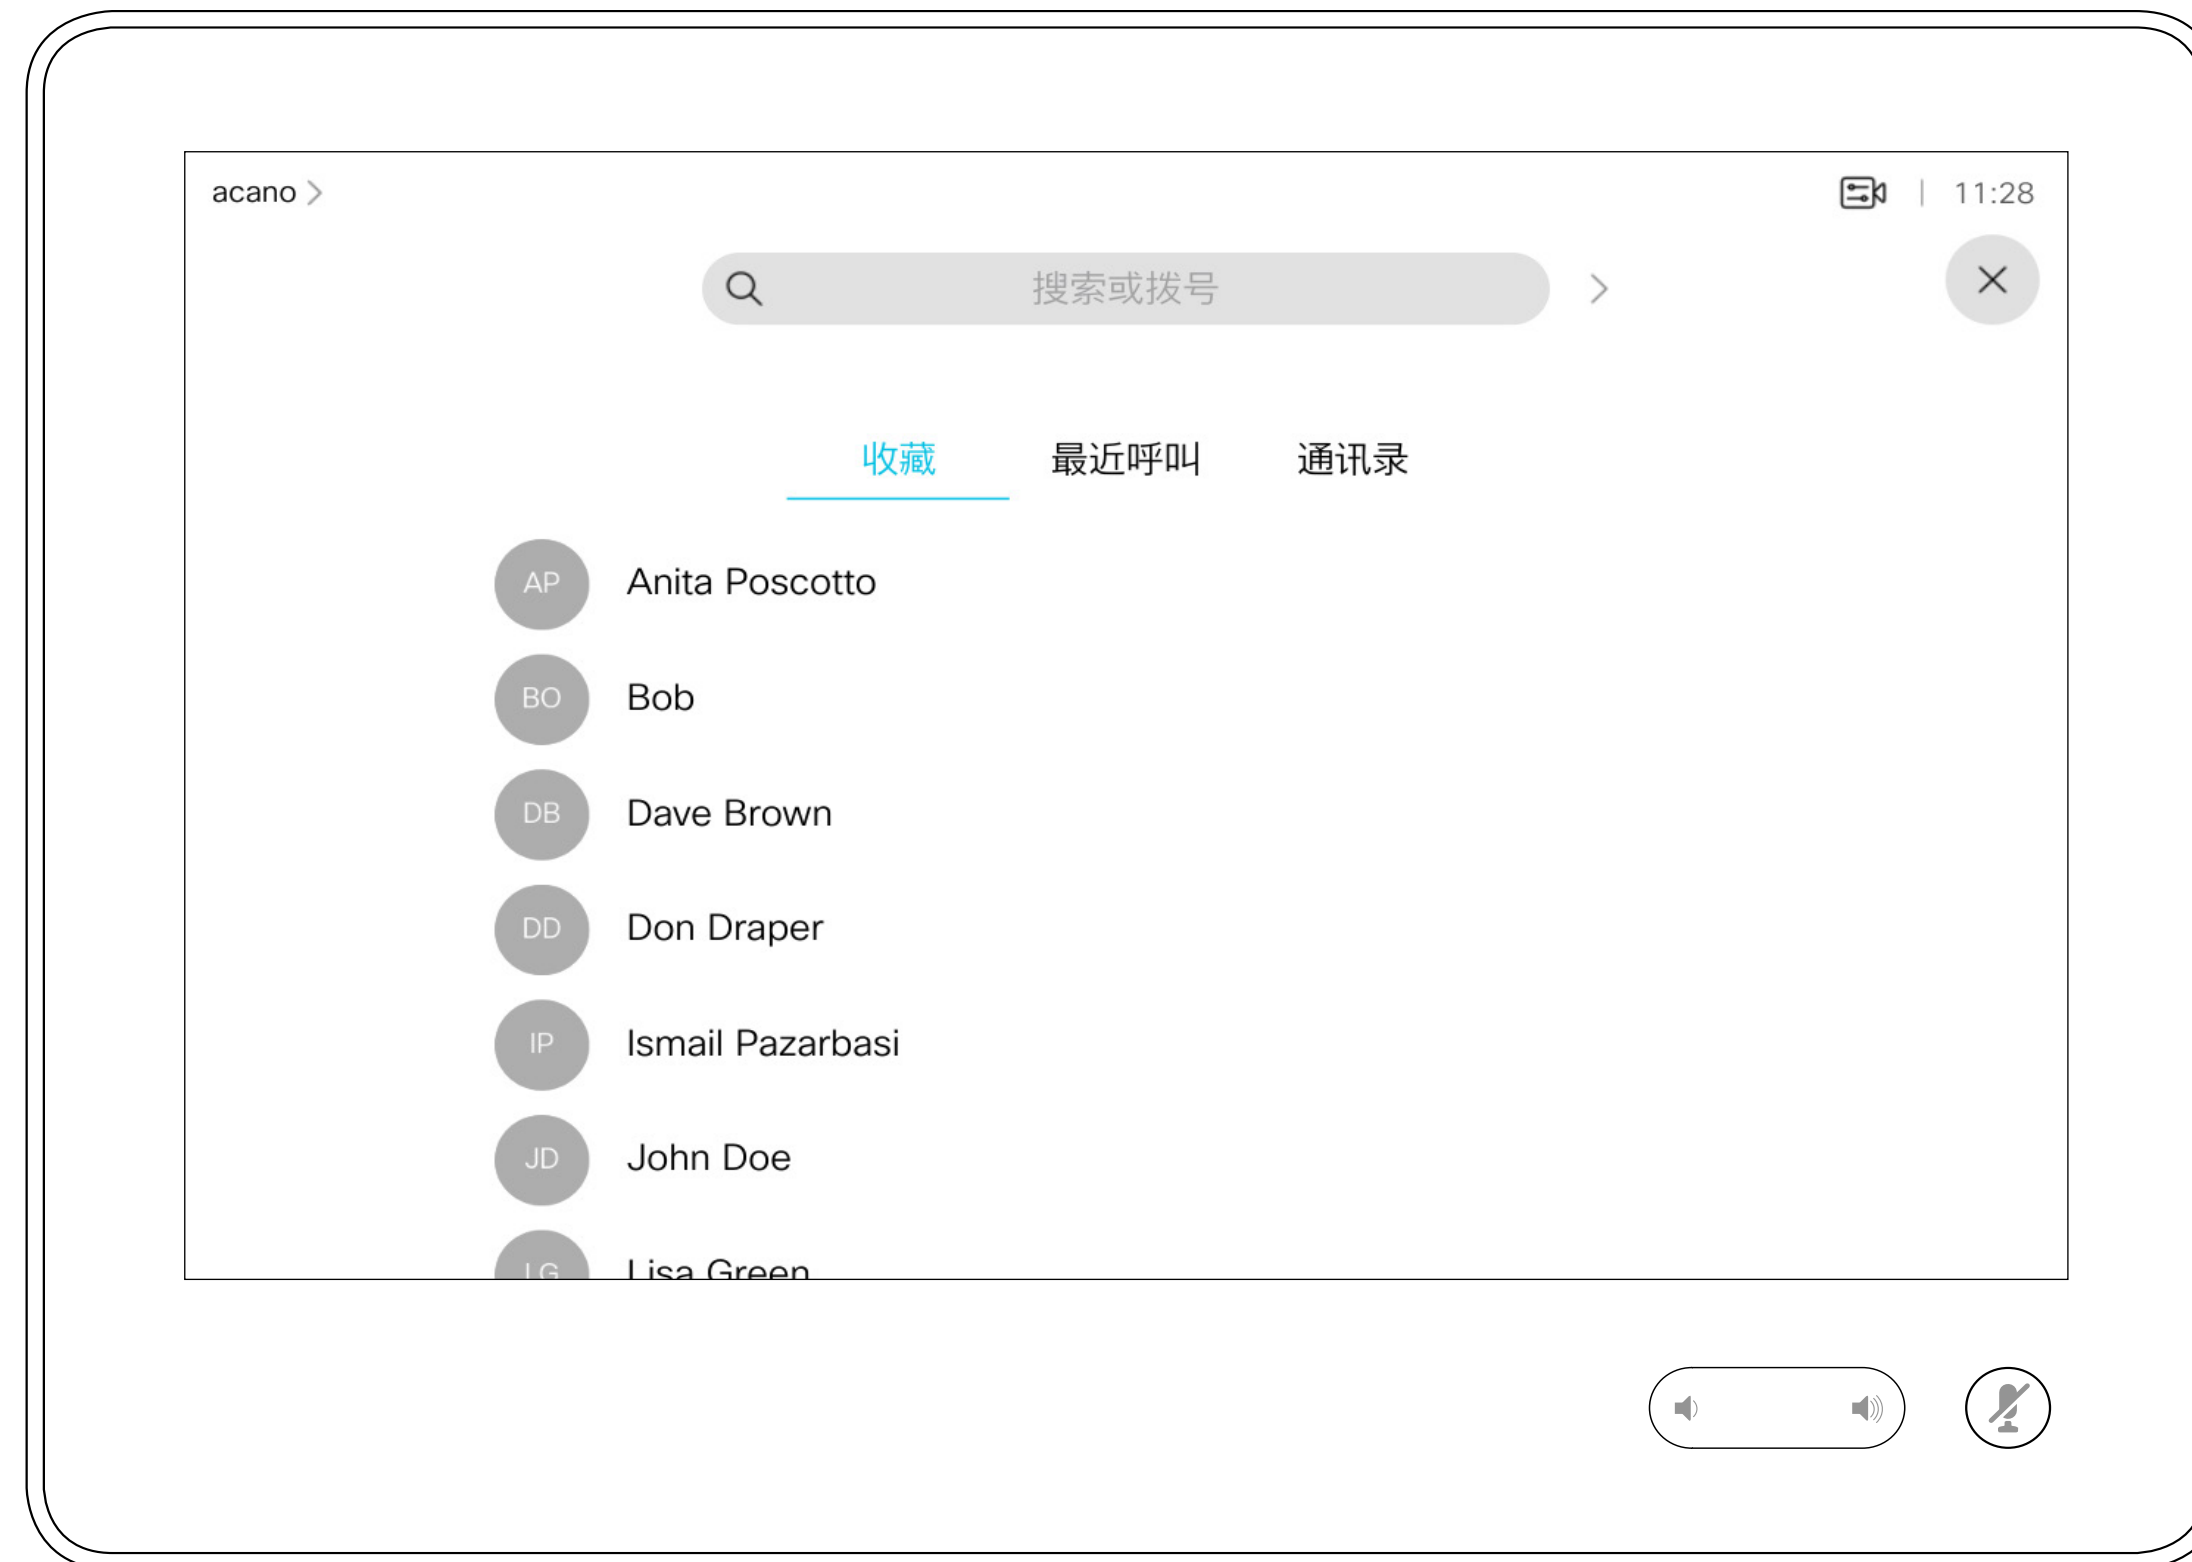 acano
11:28
搜索或拨号
收藏 最近呼叫 通讯录
AP Anita Poscotto
BO Bob
DB Dave Brown
DD Don Draper
IP Ismail Pazarbasi
JD John Doe
LG Lisa Green